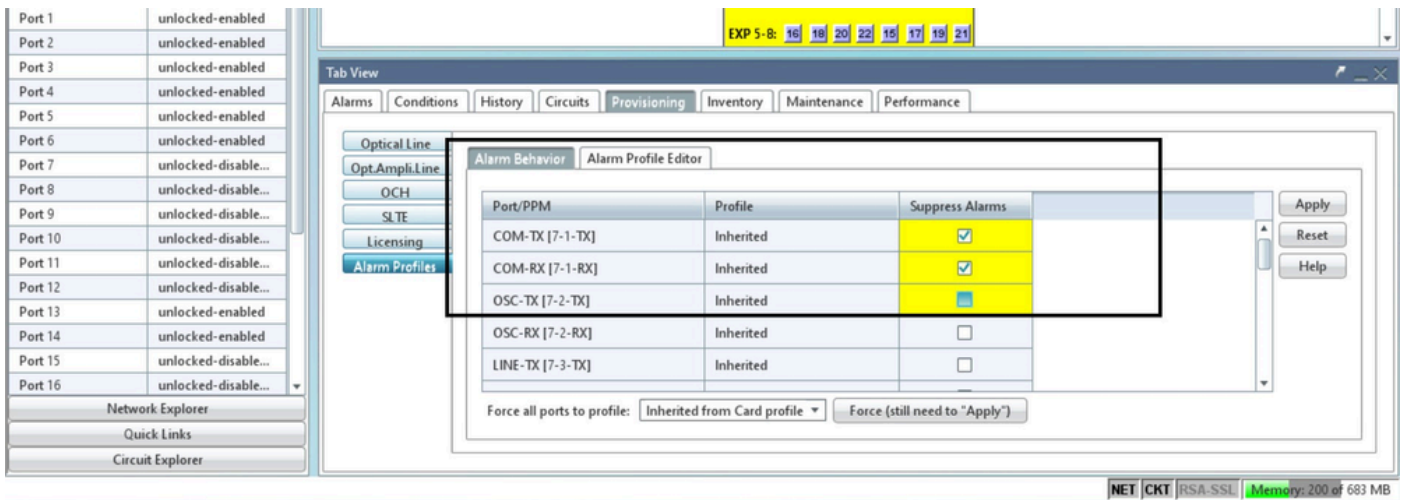 Port 1 unlocked-enabled
Port 2 unlocked-enabled
Port 3 unlocked-enabled
Port 4 unlocked-enabled
Port 5 unlocked-enabled
Port 6 unlocked-enabled
Port 7 unlocked-disable...
Port 8 unlocked-disable...
Port 9 unlocked-disable...
Port 10 unlocked-disable...
Port 11 unlocked-disable...
Port 12 unlocked-disable...
Port 13 unlocked-enabled
Port 14 unlocked-enabled
Port 15 unlocked-disable...
Port 16 unlocked-disable...
Network Explorer
Quick Links
Circuit Explorer
EXP 5-8: 16 18 20 22 15 17 19 21
Tab View
Alarms Conditions History Circuits Provisioning Inventory Maintenance Performance
Optical Line
Opt.Ampli.Line
OCH
SLTE
Licensing
Alarm Profiles
Alarm Behavior Alarm Profile Editor
Port/PPM Profile Suppress Alarms
COM-TX [7-1-TX] Inherited
COM-RX [7-1-RX] Inherited
OSC-TX [7-2-TX] Inherited
OSC-RX [7-2-RX] Inherited
LINE-TX [7-3-TX] Inherited
Force all ports to profile: Inherited from Card profile Force (still need to "Apply")
Apply
Reset
Help
NET CKT RSA-SSL Memory: 200 of 683 MB